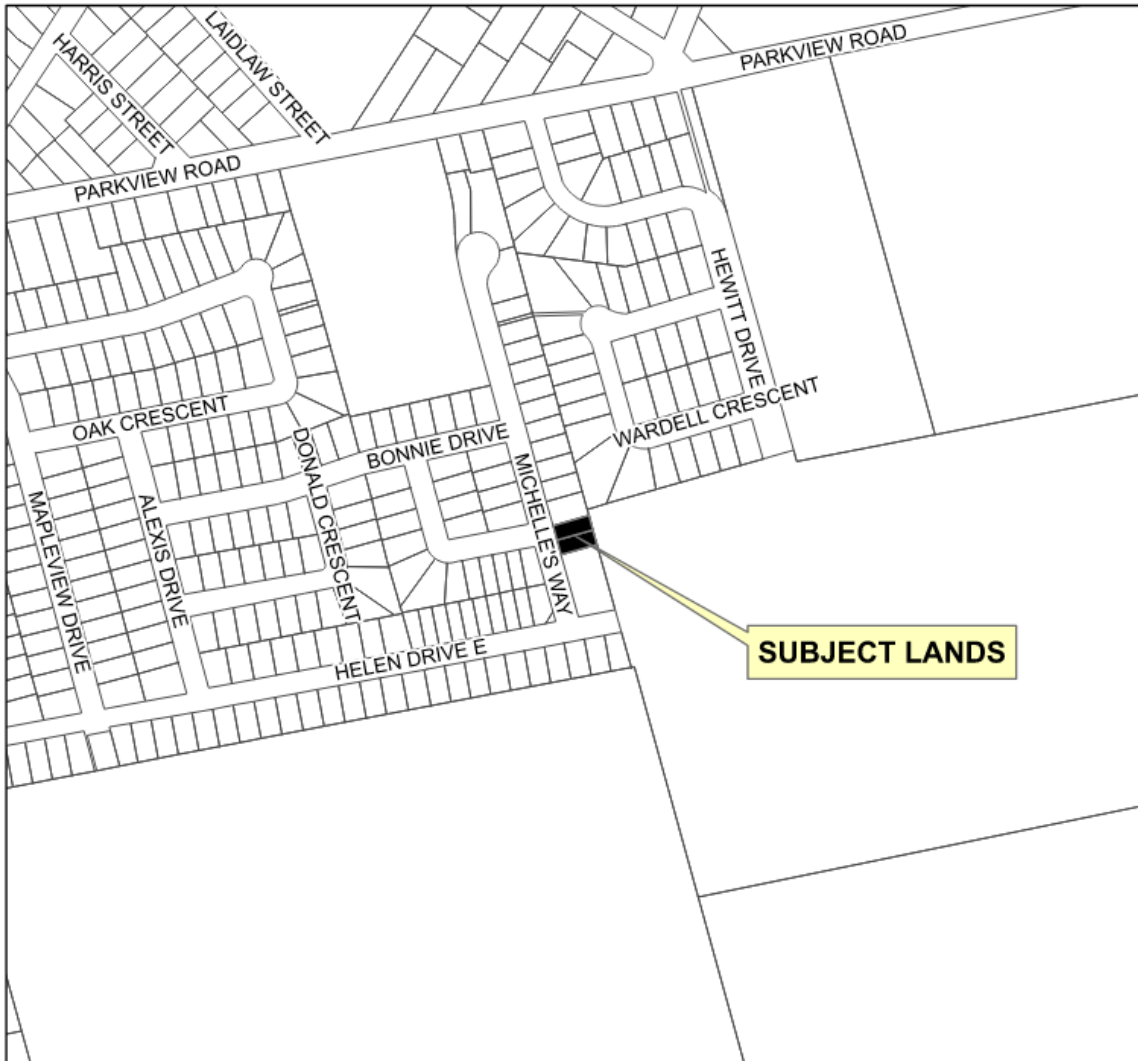 LAIDLAW STREET
HARRIS STREET
PARKVIEW ROAD
PARKVIEW ROAD
HEWITT DRIVE
OAK CRESCENT
WARDELL CRESCENT
BONNIE DRIVE
DONALD CRESCENT
MICHELLE'S WAY
MAPLEVIEW DRIVE
ALEXIS DRIVE
HELEN DRIVE E
SUBJECT LANDS